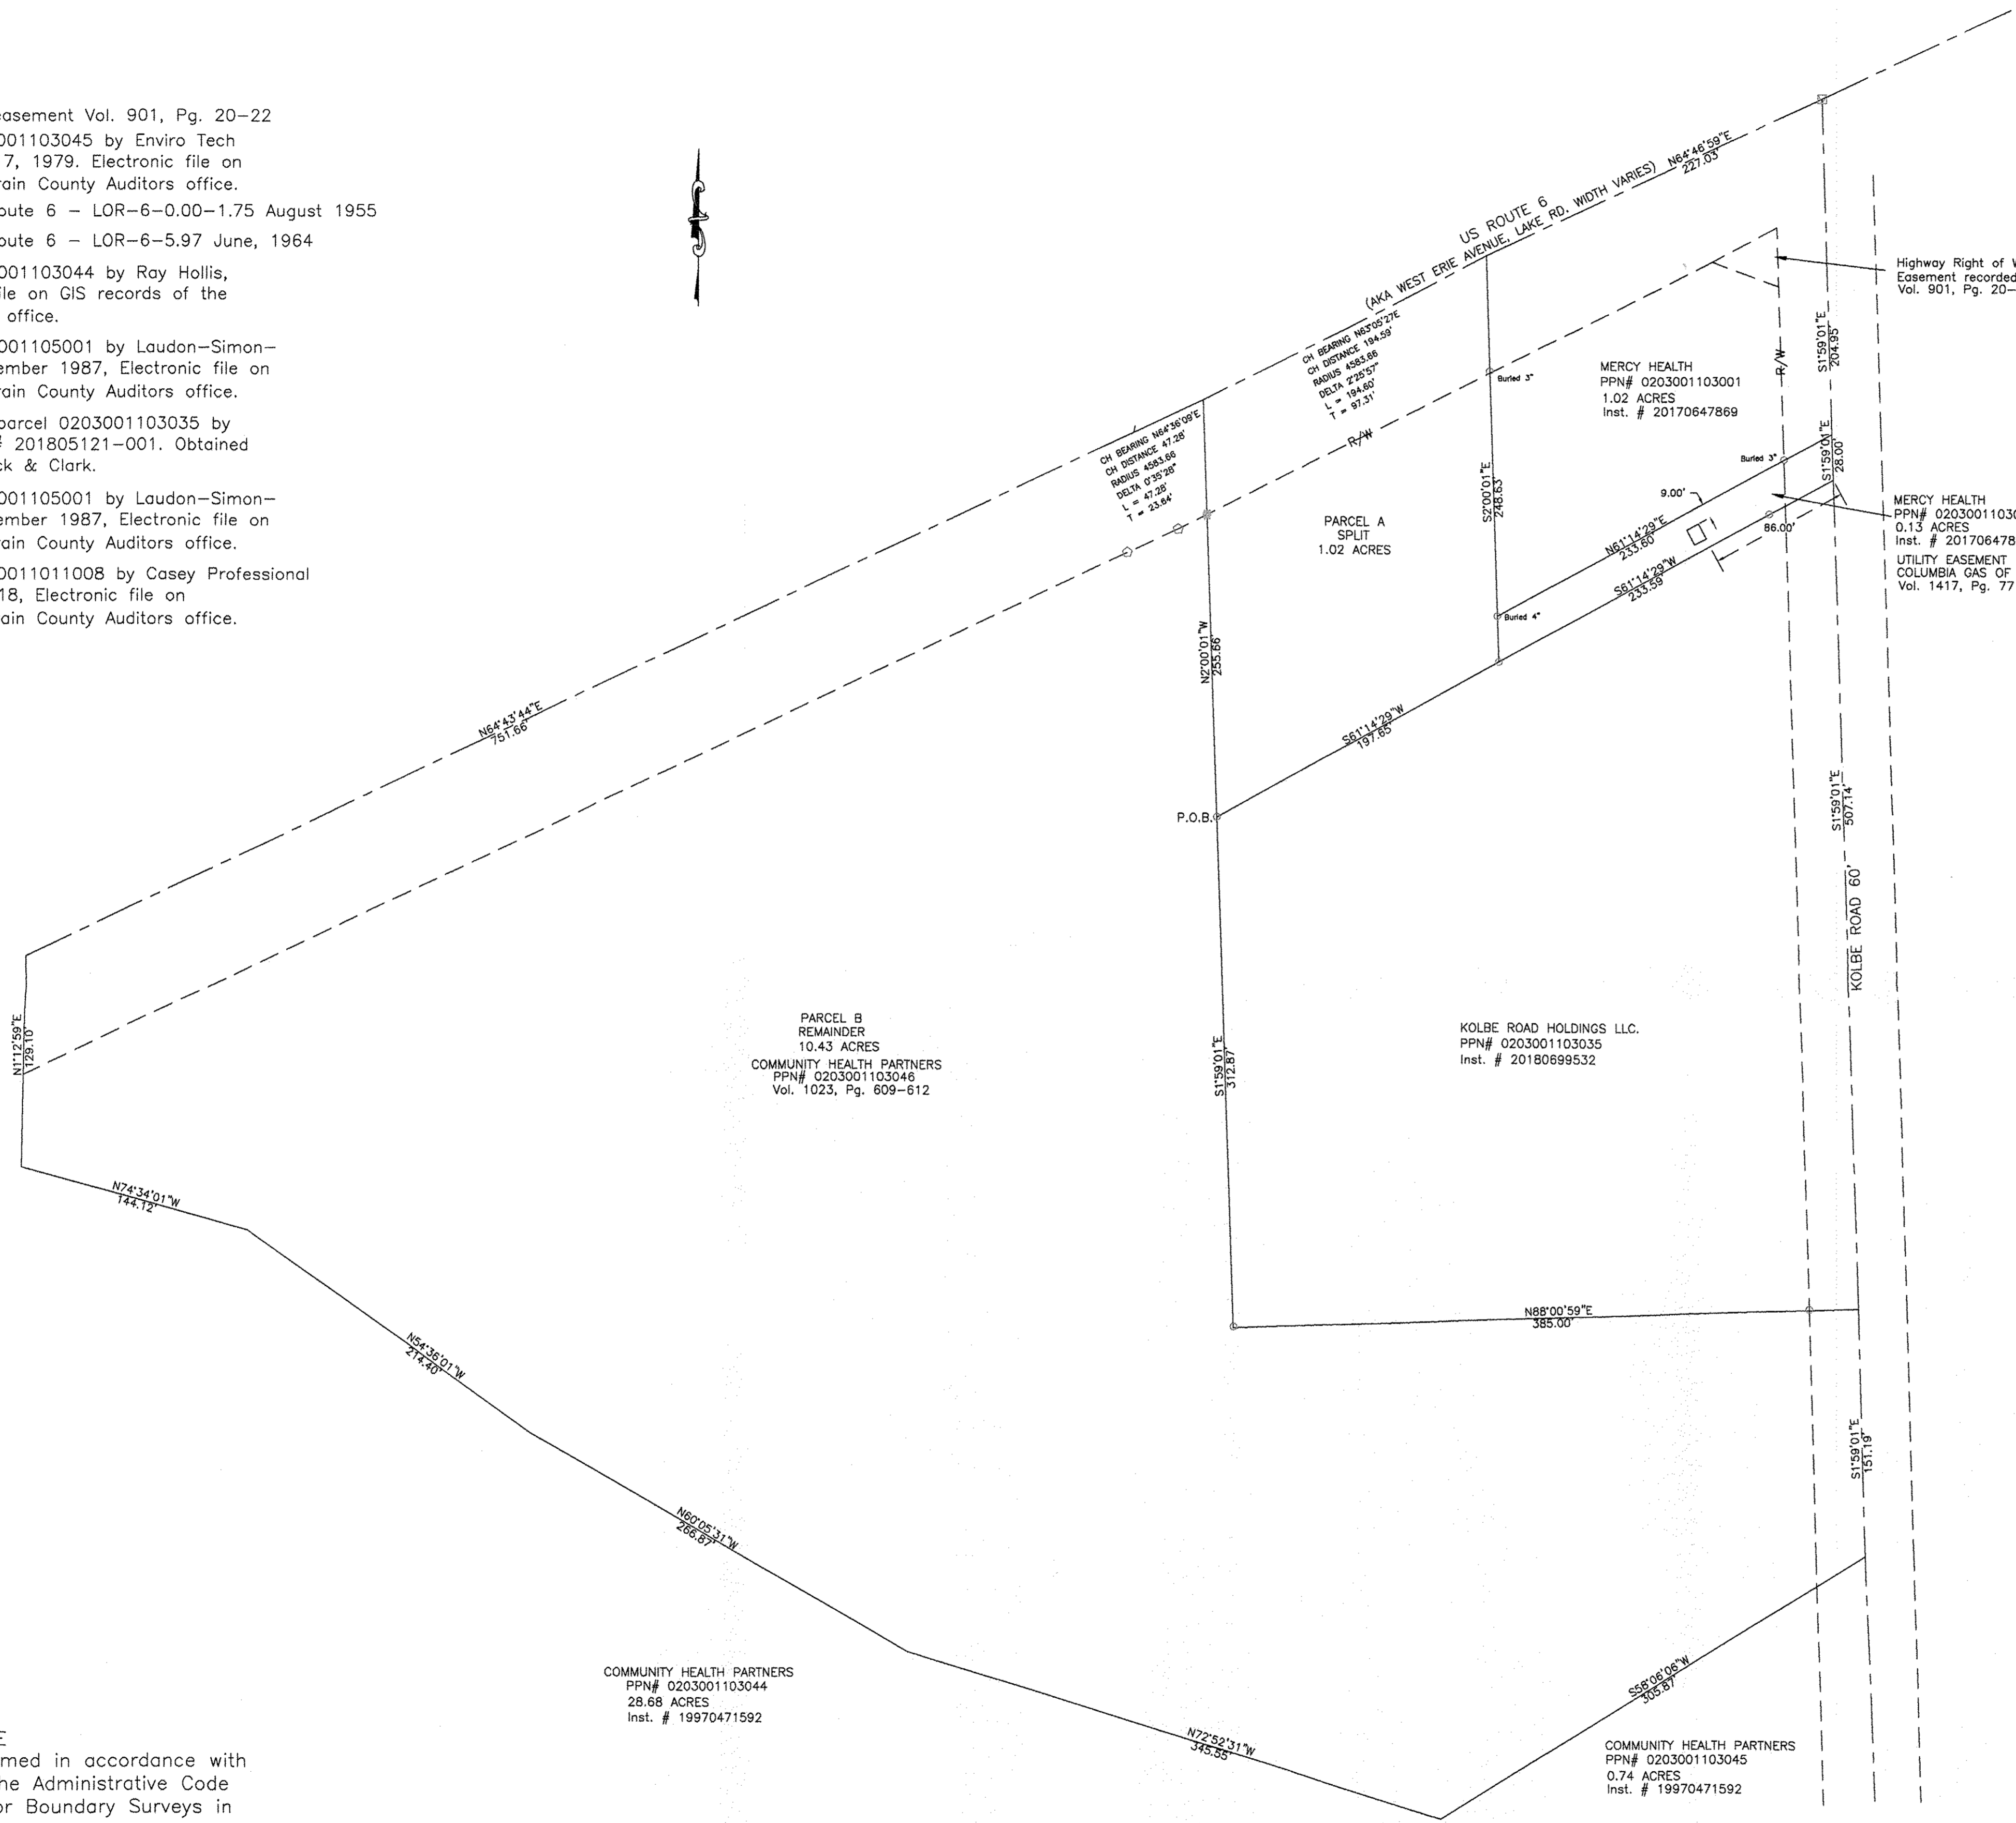 easement Vol. 901, Pg. 20-22
001103045 by Enviro Tech
7, 1979. Electronic file on
rain County Auditors office.
oute 6 - LOR-6-0.00-1.75 August 1955
oute 6 - LOR-6-5.97 June, 1964
001103044 by Ray Hollis,
ile on GIS records of the
office.
001105001 by Laudon-Simon-
ember 1987, Electronic file on
rain County Auditors office.
parcel 0203001103035 by
# 201805121-001. Obtained
ck & Clark.
001105001 by Laudon-Simon-
ember 1987, Electronic file on
rain County Auditors office.
0011011008 by Casey Professional
18, Electronic file on
rain County Auditors office.
US ROUTE 6
(AKA WEST ERIE AVENUE, LAKE RD. WIDTH VARIES)
N64°46'59"E
227.03'
Highway Right of W
Easement recorded
Vol. 901, Pg. 20-
S1°59'01"E
204.95'
CH BEARING N63°05'27E
CH DISTANCE 194.59'
RADIUS 4583.66
DELTA 2°25'57"
L = 194.60'
T = 97.31'
CH BEARING N64°36'09'E
CH DISTANCE 47.28'
RADIUS 4583.66
DELTA 0°35'28"
L = 47.28'
T = 23.64'
R/W
R/W
Buried 3"
MERCY HEALTH
PPN# 0203001103001
1.02 ACRES
Inst. # 20170647869
Buried 3"
S1°59'01"E
28.00'
PARCEL A
SPLIT
1.02 ACRES
S2°00'01"E
248.63'
9.00'
86.00'
N61°14'29"E
233.60'
S61°14'29"W
233.59'
MERCY HEALTH
PPN# 02030011030
0.13 ACRES
Inst. # 201706478
UTILITY EASEMENT
COLUMBIA GAS OF
Vol. 1417, Pg. 77
Buried 4"
N2°00'01"W
255.66'
N64°43'44"E
751.66'
S61°14'29"W
197.65'
P.O.B.
S1°59'01"E
507.14'
KOLBE ROAD 60'
N1°12'59"E
129.10'
PARCEL B
REMAINDER
10.43 ACRES
COMMUNITY HEALTH PARTNERS
PPN# 0203001103046
Vol. 1023, Pg. 609-612
S1°59'01"E
312.87'
KOLBE ROAD HOLDINGS LLC.
PPN# 0203001103035
Inst. # 20180699532
N74°34'01"W
144.12'
N88°00'59"E
385.00'
N54°36'01"W
214.40'
S1°59'01"E
151.19'
N60°05'31"W
266.87'
COMMUNITY HEALTH PARTNERS
PPN# 0203001103044
28.68 ACRES
Inst. # 19970471592
S58°06'06"W
305.87'
N72°52'31"W
345.55'
COMMUNITY HEALTH PARTNERS
PPN# 0203001103045
0.74 ACRES
Inst. # 19970471592
E
med in accordance with
he Administrative Code
or Boundary Surveys in